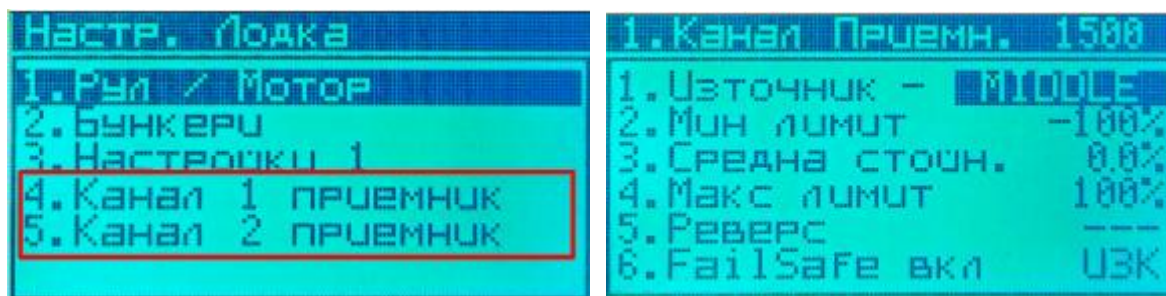 Настр. Лодка
1.Рул / Мотор
2.Бункери
3.Настройки 1
4.Канал 1 приемник
5.Канал 2 приемник
1.Канал Приемн. 1500
1.Източник - MIDDLE
2.Мин лимит -100%
3.Средна стойн. 0.0%
4.Макс лимит 100%
5.Реверс ---
6.FailSafe вкл ИЗК